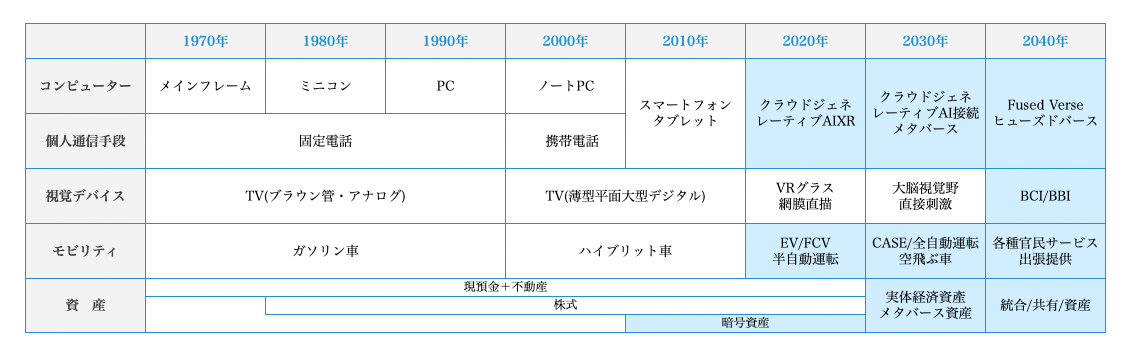 1970年 1980年 1990年 2000年 2010年 2020年 2030年 2040年
コンピューター
メインフレーム
ミニコン
PC
ノートPC
スマートフォン
タブレット
クラウドジェネ
レーティブAIXR
クラウドジェネ
レーティブAI接続
メタバース
Fused Verse
ヒューズドバース
個人通信手段
固定電話
携帯電話
視覚デバイス
TV(ブラウン管・アナログ)
TV(薄型平面大型デジタル)
VRグラス
網膜直描
大脳視覚野
直接刺激
BCI/BBI
モビリティ
ガソリン車
ハイブリット車
EV/FCV
半自動運転
CASE/全自動運転
空飛ぶ車
各種官民サービス
出張提供
資　産
現預金＋不動産
株式
暗号資産
実体経済資産
メタバース資産
統合/共有/資産